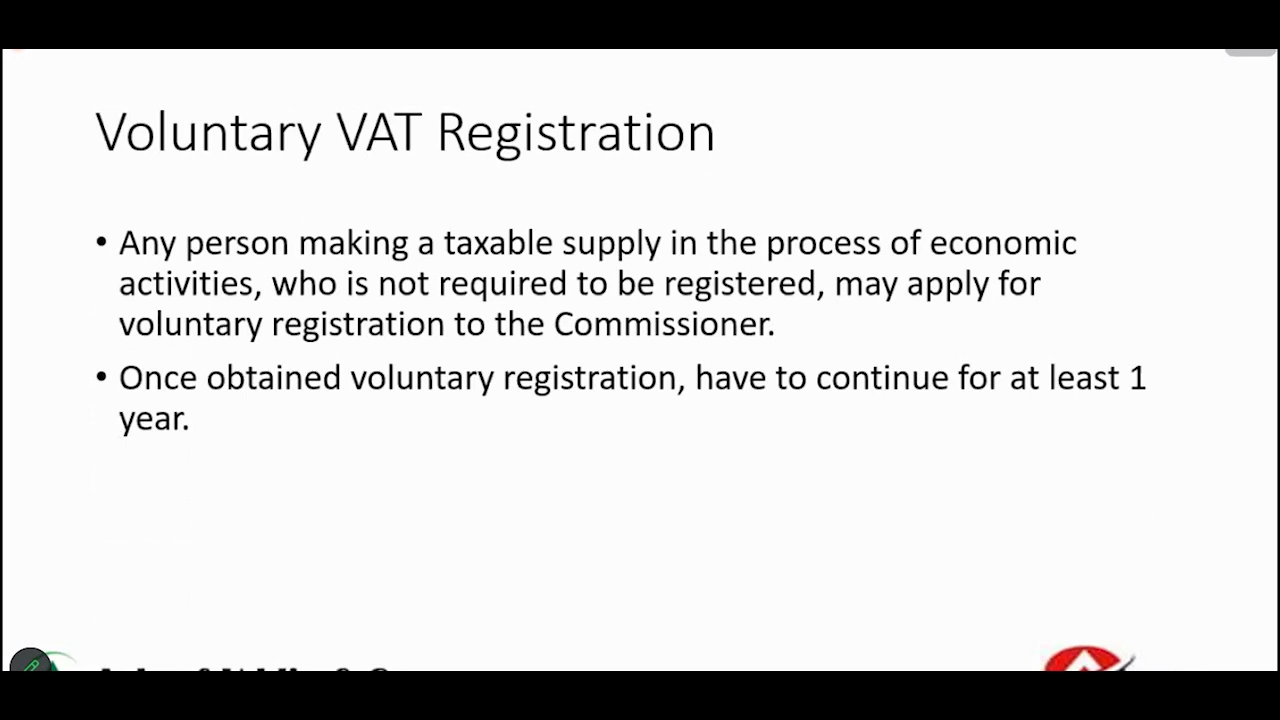 Voluntary VAT Registration
• Any person making a taxable supply in the process of economic
activities, who is not required to be registered, may apply for
voluntary registration to the Commissioner.
• Once obtained voluntary registration, have to continue for at least 1
year.